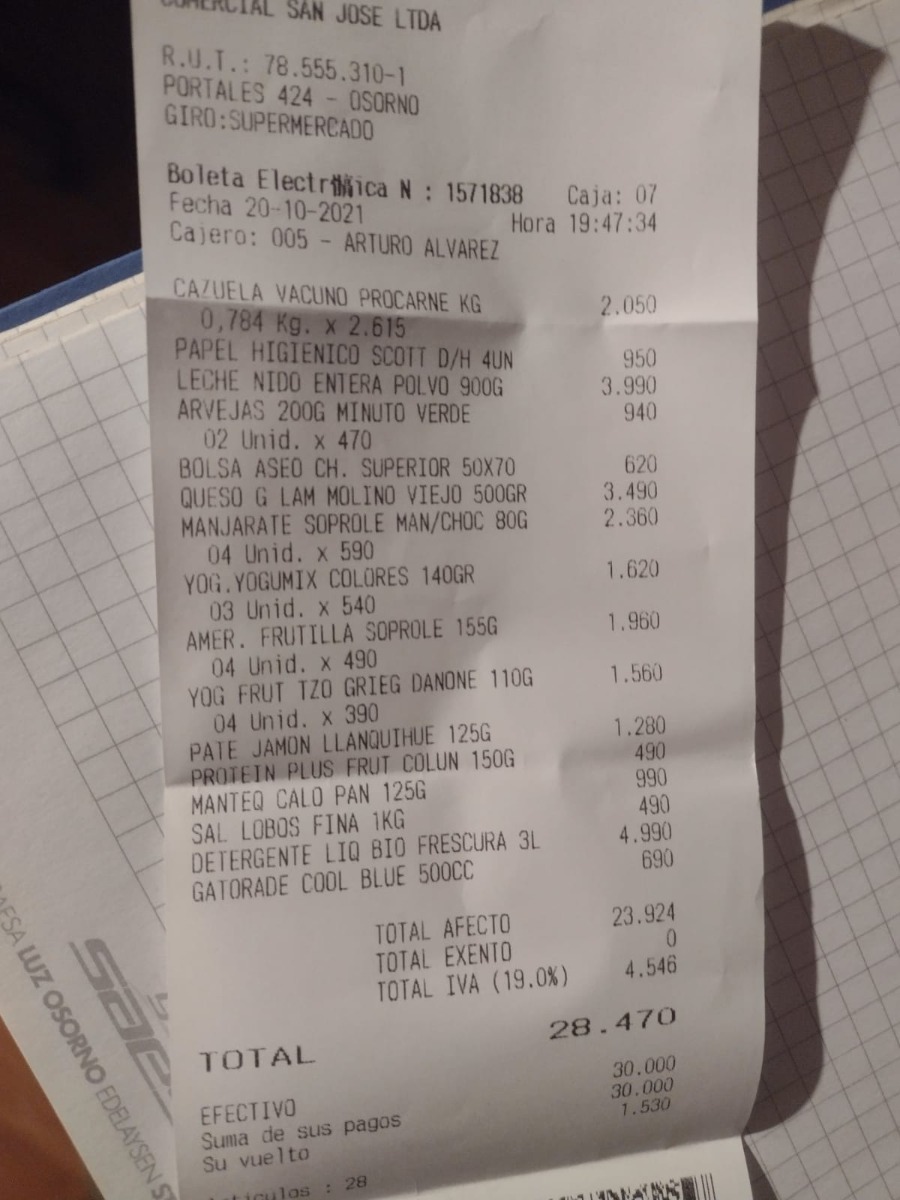 COMERCIAL SAN JOSE LTDA
R.U.T.: 78.555.310-1
PORTALES 424 - OSORNO
GIRO:SUPERMERCADO
Boleta Electrónica N : 1571838 Caja: 07
Fecha 20-10-2021 Hora 19:47:34
Cajero: 005 - ARTURO ALVAREZ
CAZUELA VACUNO PROCARNE KG 2.050
0,784 Kg. x 2.615
PAPEL HIGIENICO SCOTT D/H 4UN 950
LECHE NIDO ENTERA POLVO 900G 3.990
ARVEJAS 200G MINUTO VERDE 940
02 Unid. x 470
BOLSA ASEO CH. SUPERIOR 50X70 620
QUESO G LAM MOLINO VIEJO 500GR 3.490
MANJARATE SOPROLE MAN/CHOC 80G 2.360
04 Unid. x 590
YOG.YOGUMIX COLORES 140GR 1.620
03 Unid. x 540
AMER. FRUTILLA SOPROLE 155G 1.960
04 Unid. x 490
YOG FRUT TZO GRIEG DANONE 110G 1.560
04 Unid. x 390
PATE JAMON LLANQUIHUE 125G 1.280
PROTEIN PLUS FRUT COLUN 150G 490
MANTEQ CALO PAN 125G 990
SAL LOBOS FINA 1KG 490
DETERGENTE LIQ BIO FRESCURA 3L 4.990
GATORADE COOL BLUE 500CC 690
TOTAL AFECTO 23.924
TOTAL EXENTO 0
TOTAL IVA (19.0%) 4.546
TOTAL 28.470
EFECTIVO 30.000
Suma de sus pagos 30.000
Su vuelto 1.530
: 28
LUZ OSORNO EDELAYSEN